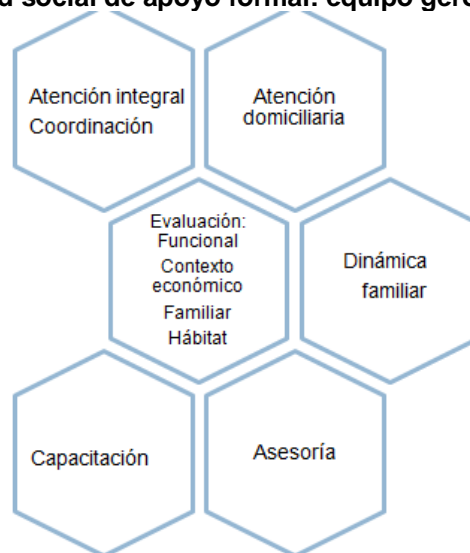 social de apoyo formal: equipo
Atención integral
Coordinación
Atención
domiciliaria
Evaluación:
Funcional
Contexto
económico
Familiar
Hábitat
Dinámica
familiar
Capacitación
Asesoría